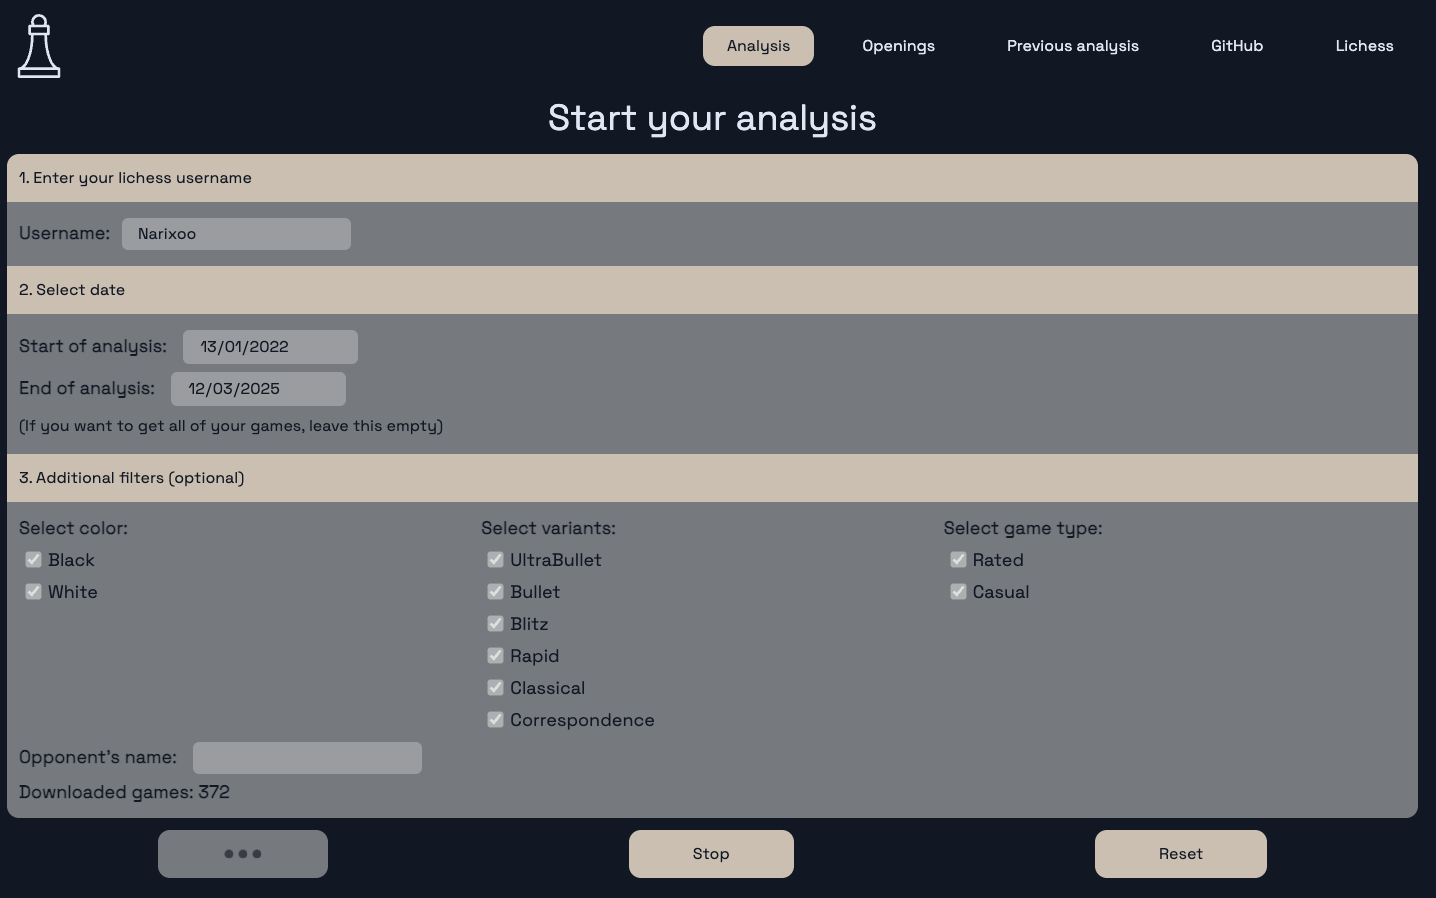 Analysis Openings Previous analysis GitHub Lichess
Start your analysis
1. Enter your lichess username
Username: Narixoo
2. Select date
Start of analysis: 13/01/2022
End of analysis: 12/03/2025
(If you want to get all of your games, leave this empty)
3. Additional filters (optional)
Select color:
Black
White
Select variants:
UltraBullet
Bullet
Blitz
Rapid
Classical
Correspondence
Select game type:
Rated
Casual
Opponent's name:
Downloaded games: 372
Stop Reset